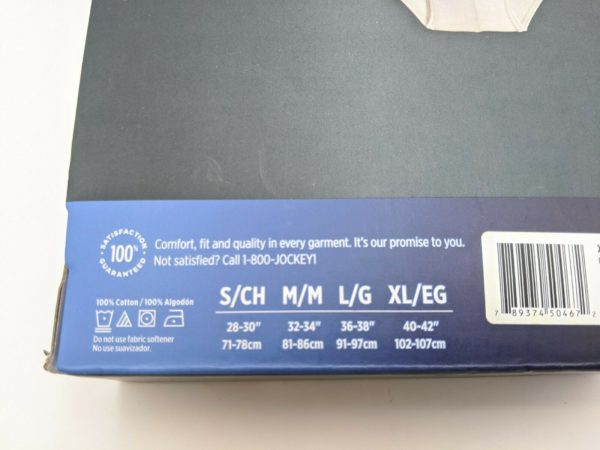 SATISFACTION
100%
GUARANTEED
Comfort, fit and quality in every garment. It's our promise to you.
Not satisfied? Call 1-800-JOCKEY1
100% Cotton / 100% Algodón
Do not use fabric softener
No use suavizador.
S/CH M/M L/G XL/EG
28-30" 32-34" 36-38" 40-42"
71-78cm 81-86cm 91-97cm 102-107cm
7 89374 50467 2